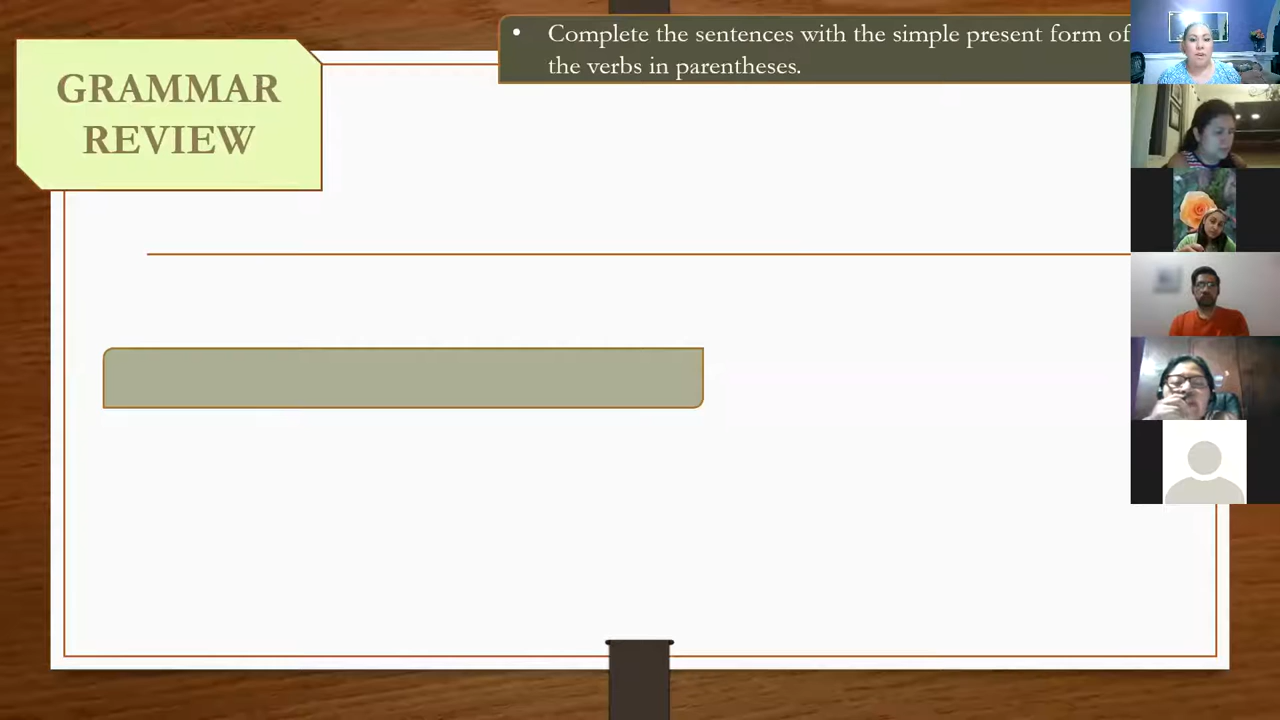 GRAMMAR
REVIEW
• Complete the sentences with the simple present form of
the verbs in parentheses.